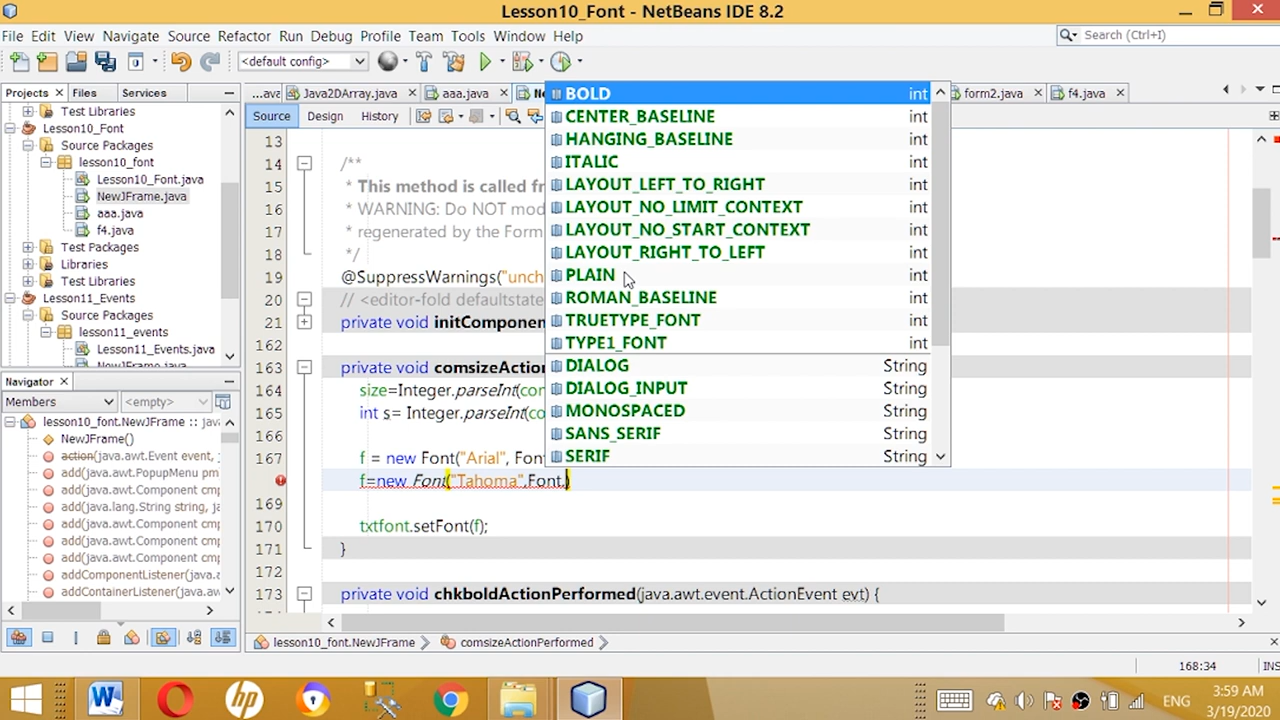 Lesson10_Font - NetBeans IDE 8.2
File Edit View Navigate Source Refactor Run Debug Profile Team Tools Window Help
Search (Ctrl+I)
<default config>
Projects Files Services
...ava Java2DArray.java aaa.java form2.java f4.java
Source Design History
Test Libraries
Lesson10_Font
Source Packages
lesson10_font
Lesson10_Font.java
NewJFrame.java
aaa.java
f4.java
Test Packages
Libraries
Test Libraries
Lesson11_Events
Source Packages
lesson11_events
Lesson11_Events.java
NewJFrame.java
Navigator
Members <empty>
lesson10_font.NewJFrame :: java
NewJFrame()
action(java.awt.Event event,
add(java.awt.PopupMenu pm
add(java.awt.Component cmp
add(java.lang.String string, j
add(java.awt.Component cmp
add(java.awt.Component cmp
add(java.awt.Component cmp
addComponentListener(java.a
addContainerListener(java.awt
13
14 /**
15 * This method is called fr
16 * WARNING: Do NOT mod
17 * regenerated by the Form
18 */
19 @SuppressWarnings("unch
20 // <editor-fold defaultstate
21 private void initComponen
162
163 private void comsizeAction
164 size=Integer.parseInt(con
165 int s= Integer.parseInt(co
166
167 f = new Font("Arial", Font
f=new Font("Tahoma",Font.)
169
170 txtfont.setFont(f);
171 }
172
173 private void chkboldActionPerformed(java.awt.event.ActionEvent evt) {
BOLD int
CENTER_BASELINE int
HANGING_BASELINE int
ITALIC int
LAYOUT_LEFT_TO_RIGHT int
LAYOUT_NO_LIMIT_CONTEXT int
LAYOUT_NO_START_CONTEXT int
LAYOUT_RIGHT_TO_LEFT int
PLAIN int
ROMAN_BASELINE int
TRUETYPE_FONT int
TYPE1_FONT int
DIALOG String
DIALOG_INPUT String
MONOSPACED String
SANS_SERIF String
SERIF String
lesson10_font.NewJFrame comsizeActionPerformed
168:34 INS
ENG
3:59 AM
3/19/2020